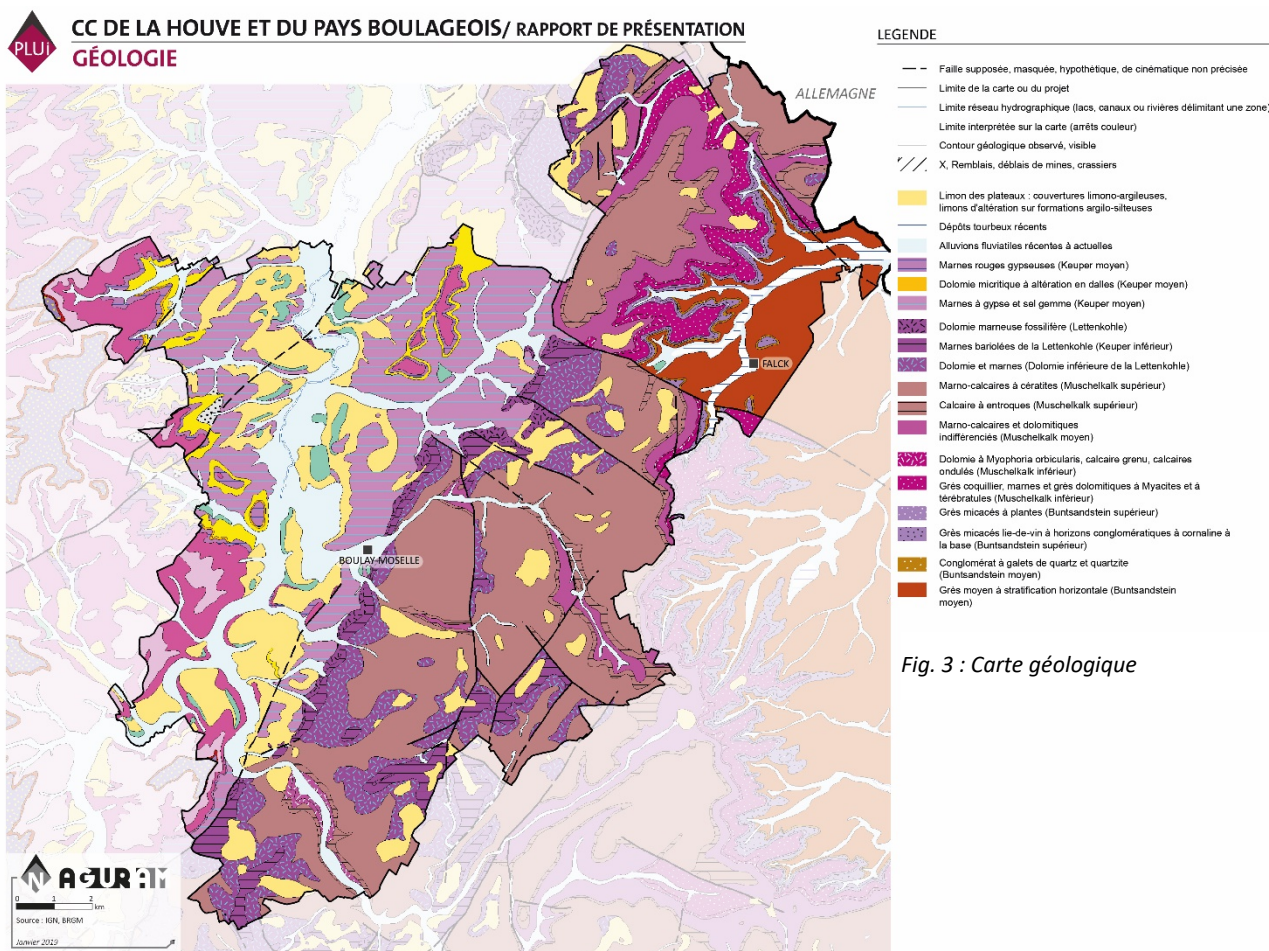 PLUi
CC DE LA HOUVE ET DU PAYS BOULAGEOIS/ RAPPORT DE PRÉSENTATION
GÉOLOGIE
ALLEMAGNE
FALCK
BOULAY-MOSELLE
LEGENDE
Faille supposée, masquée, hypothétique, de cinématique non précisée
Limite de la carte ou du projet
Limite réseau hydrographique (lacs, canaux ou rivières délimitant une zone)
Limite interprétée sur la carte (arrêts couleur)
Contour géologique observé, visible
X, Remblais, déblais de mines, crassiers
Limon des plateaux : couvertures limono-argileuses,
limons d'altération sur formations argilo-silteuses
Dépôts tourbeux récents
Alluvions fluviatiles récentes à actuelles
Marnes rouges gypseuses (Keuper moyen)
Dolomie micritique à altération en dalles (Keuper moyen)
Marnes à gypse et sel gemme (Keuper moyen)
Dolomie marneuse fossilifère (Lettenkohle)
Marnes bariolées de la Lettenkohle (Keuper inférieur)
Dolomie et marnes (Dolomie inférieure de la Lettenkohle)
Marno-calcaires à cératites (Muschelkalk supérieur)
Calcaire à entroques (Muschelkalk supérieur)
Marno-calcaires et dolomitiques
indifférenciés (Muschelkalk moyen)
Dolomie à Myophoria orbicularis, calcaire grenu, calcaires
ondulés (Muschelkalk inférieur)
Grés coquillier, marnes et grès dolomitiques à Myacites et à
térébratules (Muschelkalk inférieur)
Grés micacés à plantes (Buntsandstein supérieur)
Grès micacés lie-de-vin à horizons conglomératiques à cornaline à
la base (Buntsandstein supérieur)
Conglomérat à galets de quartz et quartzite
(Buntsandstein moyen)
Grés moyen à stratification horizontale (Buntsandstein
moyen)
Fig. 3 : Carte géologique
N AGURAM
0 1 2
km
Source : IGN, BRGM
Janvier 2019